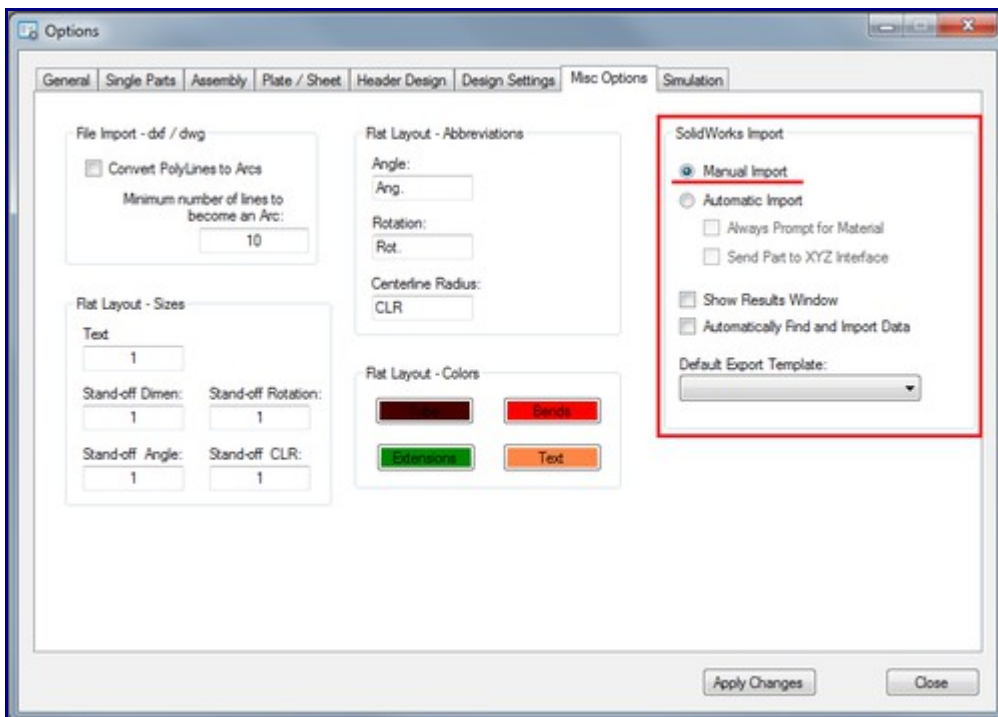 Options
General Single Parts Assembly Plate / Sheet Header Design Design Settings Misc Options Simulation
File Import - dxf / dwg
Convert PolyLines to Arcs
Minimum number of lines to
become an Arc:
10
Flat Layout - Sizes
Text
1
Stand-off Dimen: Stand-off Rotation:
1 1
Stand-off Angle: Stand-off CLR:
1 1
Flat Layout - Abbreviations
Angle:
Ang.
Rotation:
Rot.
Centerline Radius:
CLR
Flat Layout - Colors
Tube Bends
Extensions Text
SolidWorks Import
Manual Import
Automatic Import
Always Prompt for Material
Send Part to XYZ Interface
Show Results Window
Automatically Find and Import Data
Default Export Template:
Apply Changes Close